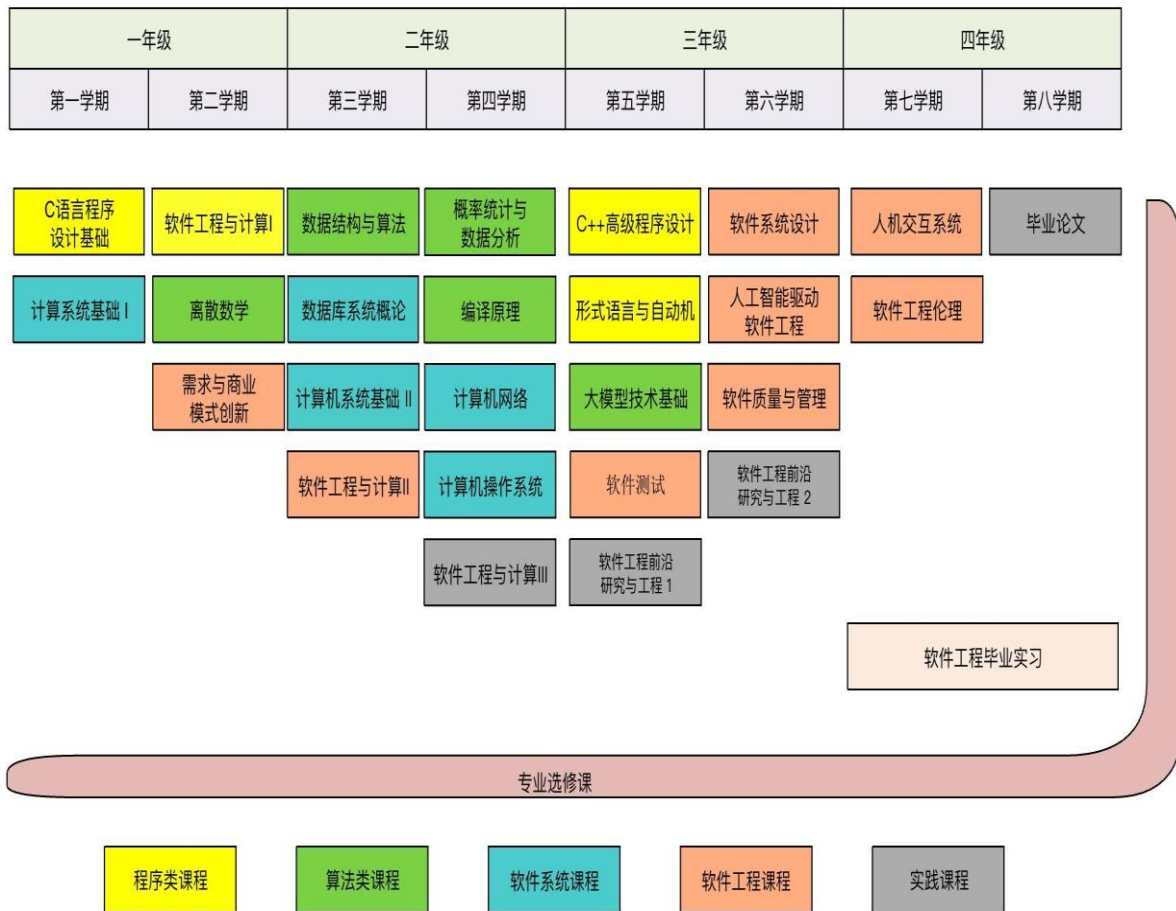 一年级
二年级
三年级
四年级
第一学期
第二学期
第三学期
第四学期
第五学期
第六学期
第七学期
第八学期
C语言程序
设计基础
软件工程与计算I
数据结构与算法
概率统计与
数据分析
C++高级程序设计
软件系统设计
人机交互系统
毕业论文
计算系统基础 I
离散数学
数据库系统概论
编译原理
形式语言与自动机
人工智能驱动
软件工程
软件工程伦理
需求与商业
模式创新
计算机系统基础 II
计算机网络
大模型技术基础
软件质量与管理
软件工程与计算II
计算机操作系统
软件测试
软件工程前沿
研究与工程 2
软件工程与计算III
软件工程前沿
研究与工程 1
软件工程毕业实习
专业选修课
程序类课程
算法类课程
软件系统课程
软件工程课程
实践课程